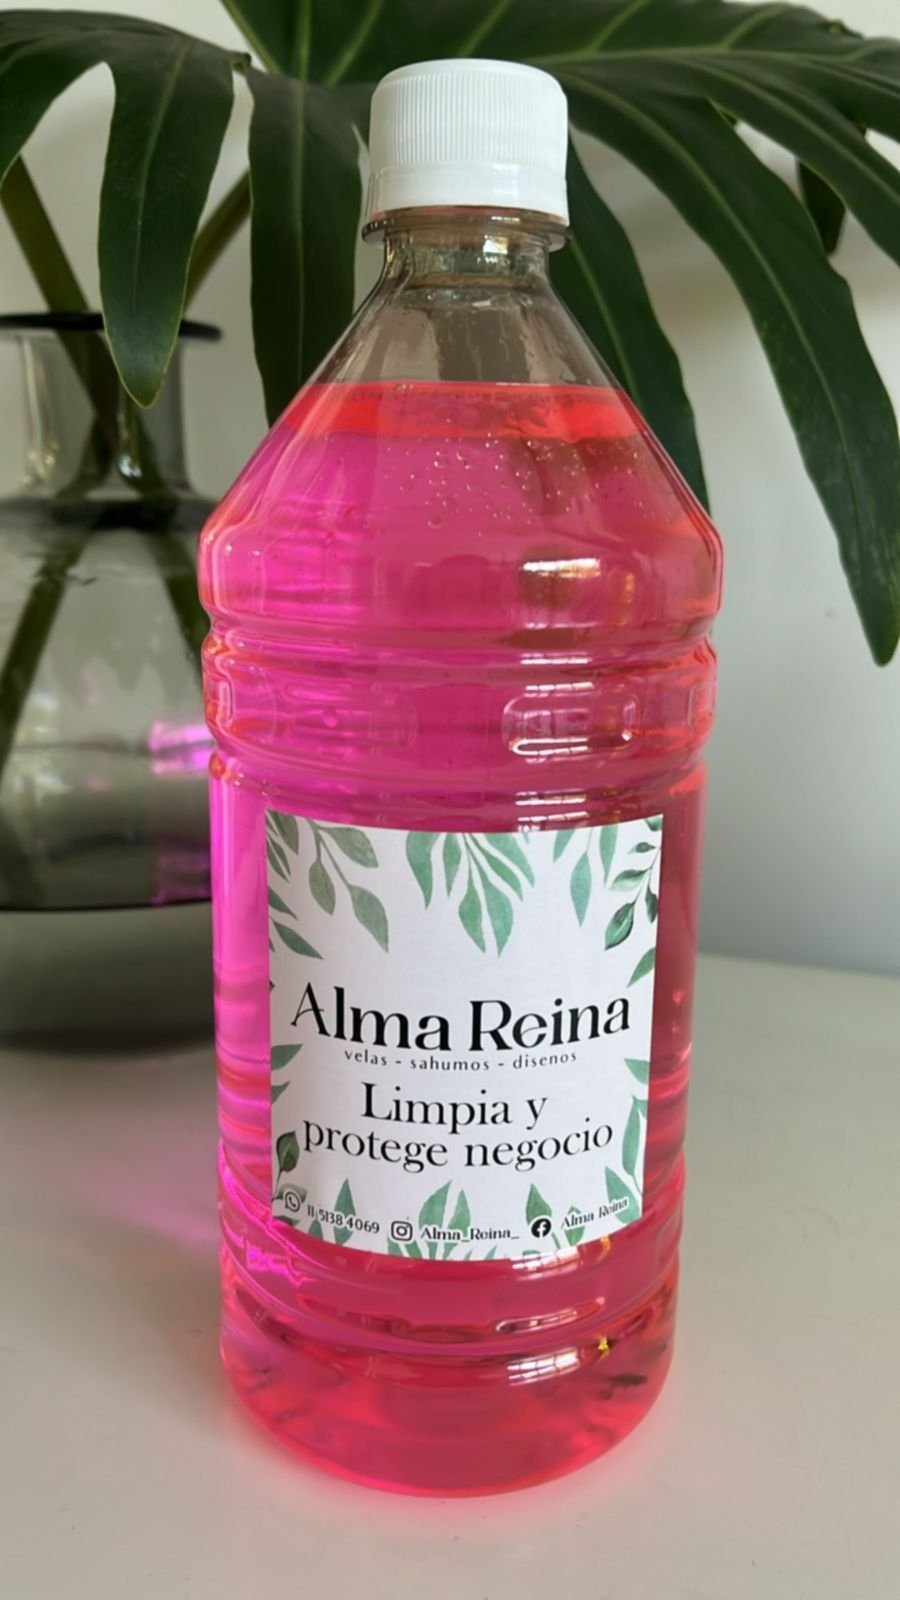 Alma Reina
velas - sahumos - disenos
Limpia y
protege negocio
11 5138 4069 Alma_Reina_ Alma Reina